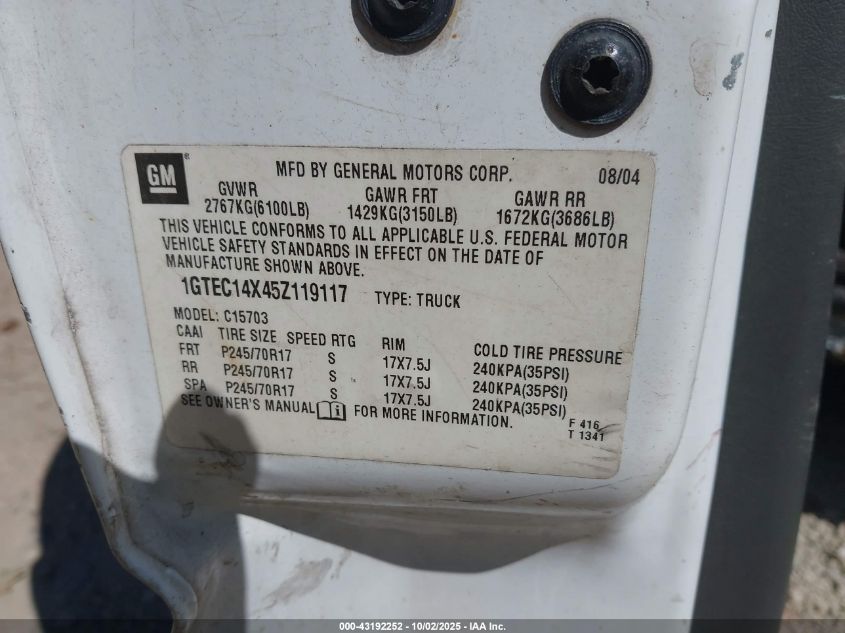 GM®
MFD BY GENERAL MOTORS CORP. 08/04
GVWR GAWR FRT GAWR RR
2767KG(6100LB) 1429KG(3150LB) 1672KG(3686LB)
THIS VEHICLE CONFORMS TO ALL APPLICABLE U.S. FEDERAL MOTOR
VEHICLE SAFETY STANDARDS IN EFFECT ON THE DATE OF
MANUFACTURE SHOWN ABOVE.
1GTEC14X45Z119117 TYPE: TRUCK
MODEL: C15703
CAAI TIRE SIZE SPEED RTG RIM COLD TIRE PRESSURE
FRT P245/70R17 S 17X7.5J 240KPA(35PSI)
RR P245/70R17 S 17X7.5J 240KPA(35PSI)
SPA P245/70R17 S 17X7.5J 240KPA(35PSI)
SEE OWNER'S MANUAL i FOR MORE INFORMATION.
F 416
T 1341
000-43192252 - 10/02/2025 - IAA Inc.